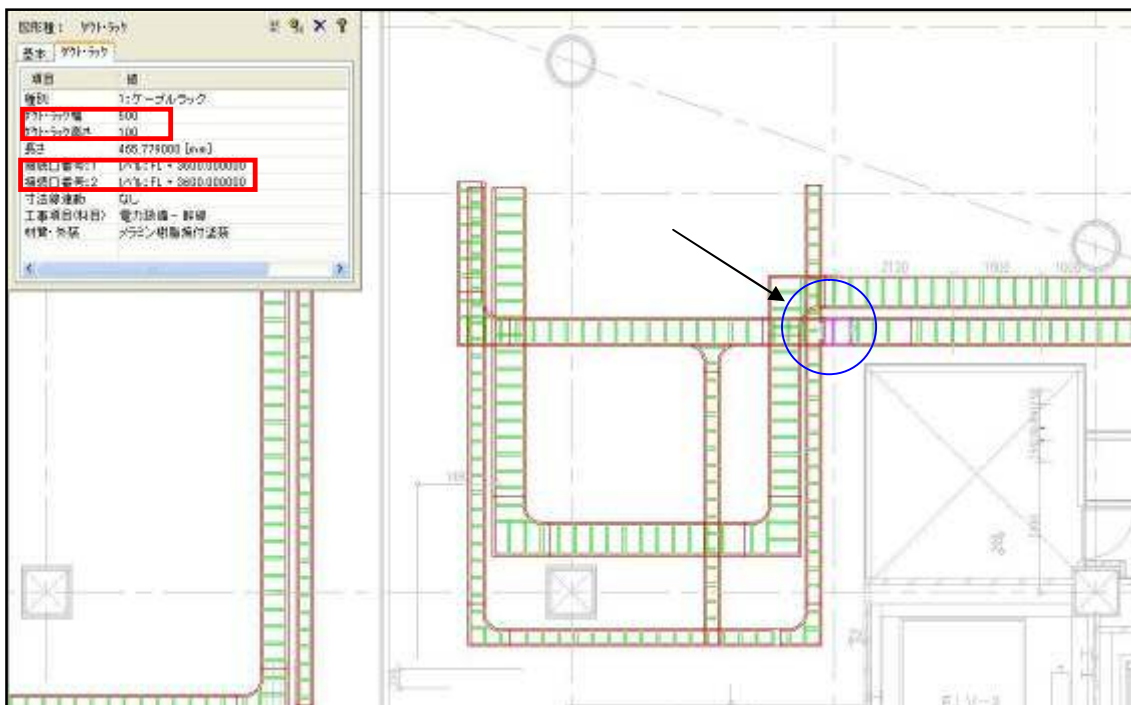 図形種： ダクト・ラック
基本 ダクト・ラック
項目 値
種別 1:ケーブルラック
ダクト・ラック幅 500
ダクト・ラック高さ 100
長さ 465.779000 [mm]
接続口番号:1 レベル:FL + 3600.000000
接続口番号:2 レベル:FL + 3600.000000
寸法線連動 なし
工事項目(科目) 電力設備 - 幹線
材質・外装 メラミン樹脂焼付塗装
2100 1600